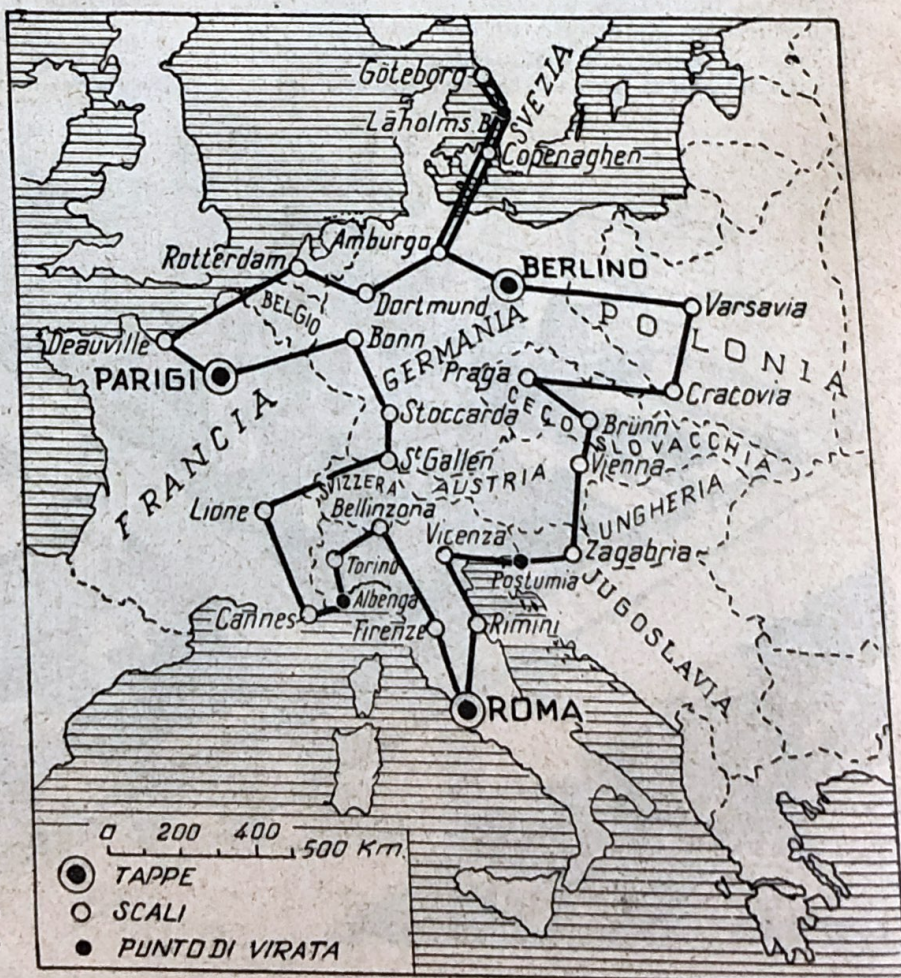 Göteborg
SVEZIA
Laholms B.
Copenaghen
Amburgo
Rotterdam
BERLINO
Dortmund
Varsavia
BELGIO
POLONIA
Deauville
Bonn
GERMANIA
PARIGI
Praga
Cracovia
FRANCIA
Stoccarda
CECOSLOVACCHIA
Brünn
St Gallen
Vienna
SVIZZERA
AUSTRIA
UNGHERIA
Lione
Bellinzona
Vicenza
Zagabria
Torino
Postumia
JUGOSLAVIA
Albenga
Cannes
Firenze
Rimini
ROMA
0 200 400
500 Km.
TAPPE
SCALI
PUNTO DI VIRATA